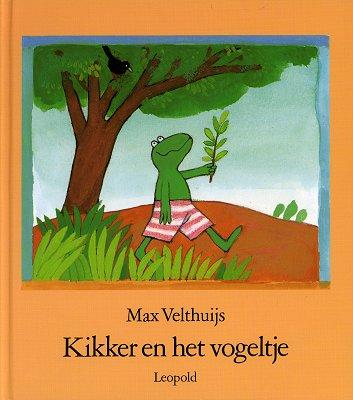 Max Velthuijs
Kikker en het vogeltje
Leopold